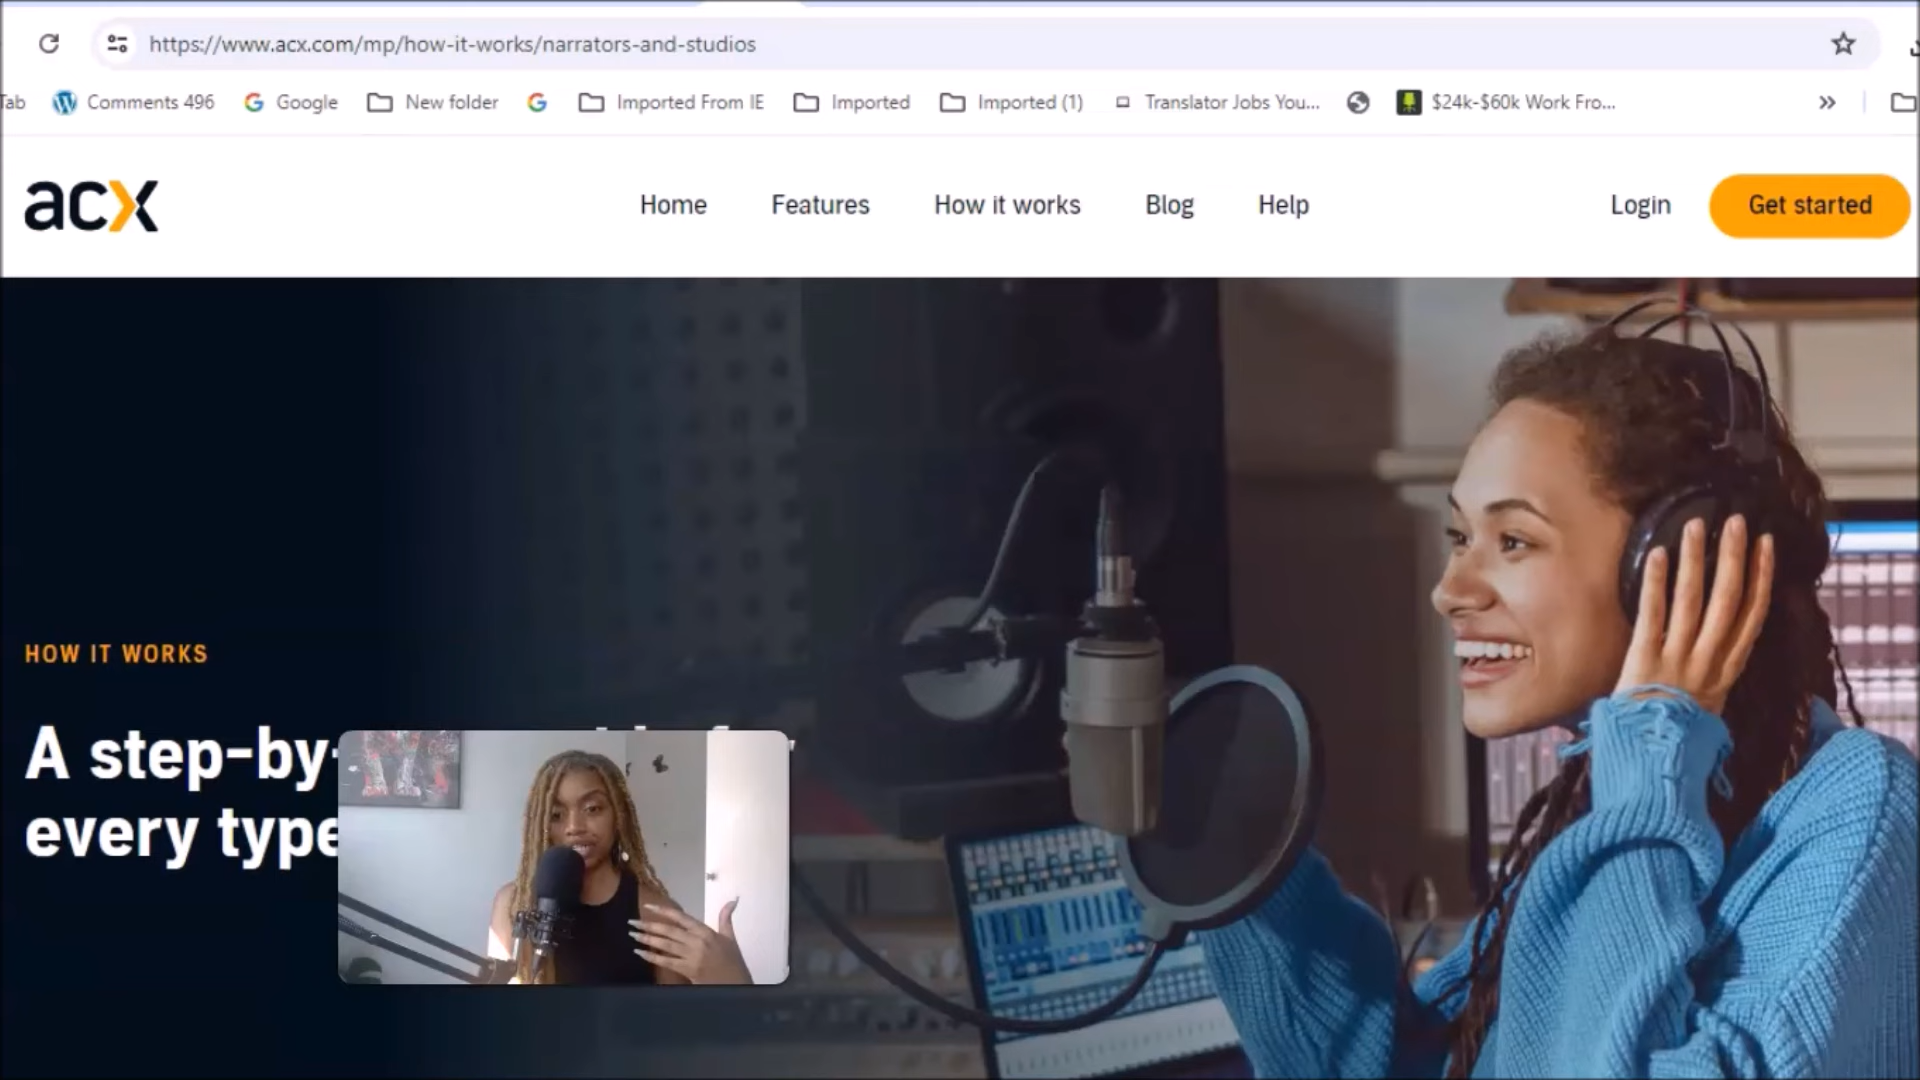 https://www.acx.com/mp/how-it-works/narrators-and-studios
Tab Comments 496 Google New folder Imported From IE Imported Imported (1) Translator Jobs You... $24k-$60k Work Fro... »
acx Home Features How it works Blog Help Login Get started
HOW IT WORKS
A step-by-
every type